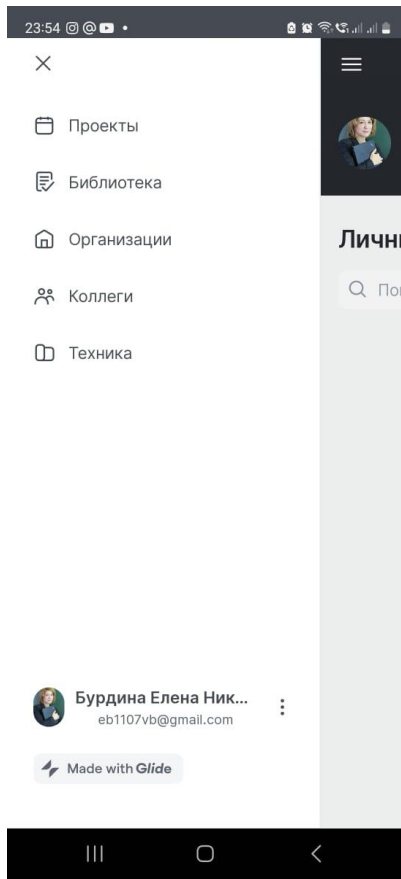 23:54
Проекты
Библиотека
Организации
Коллеги
Техника
Личн
По
Бурдина Елена Ник...
eb1107vb@gmail.com
Made with Glide